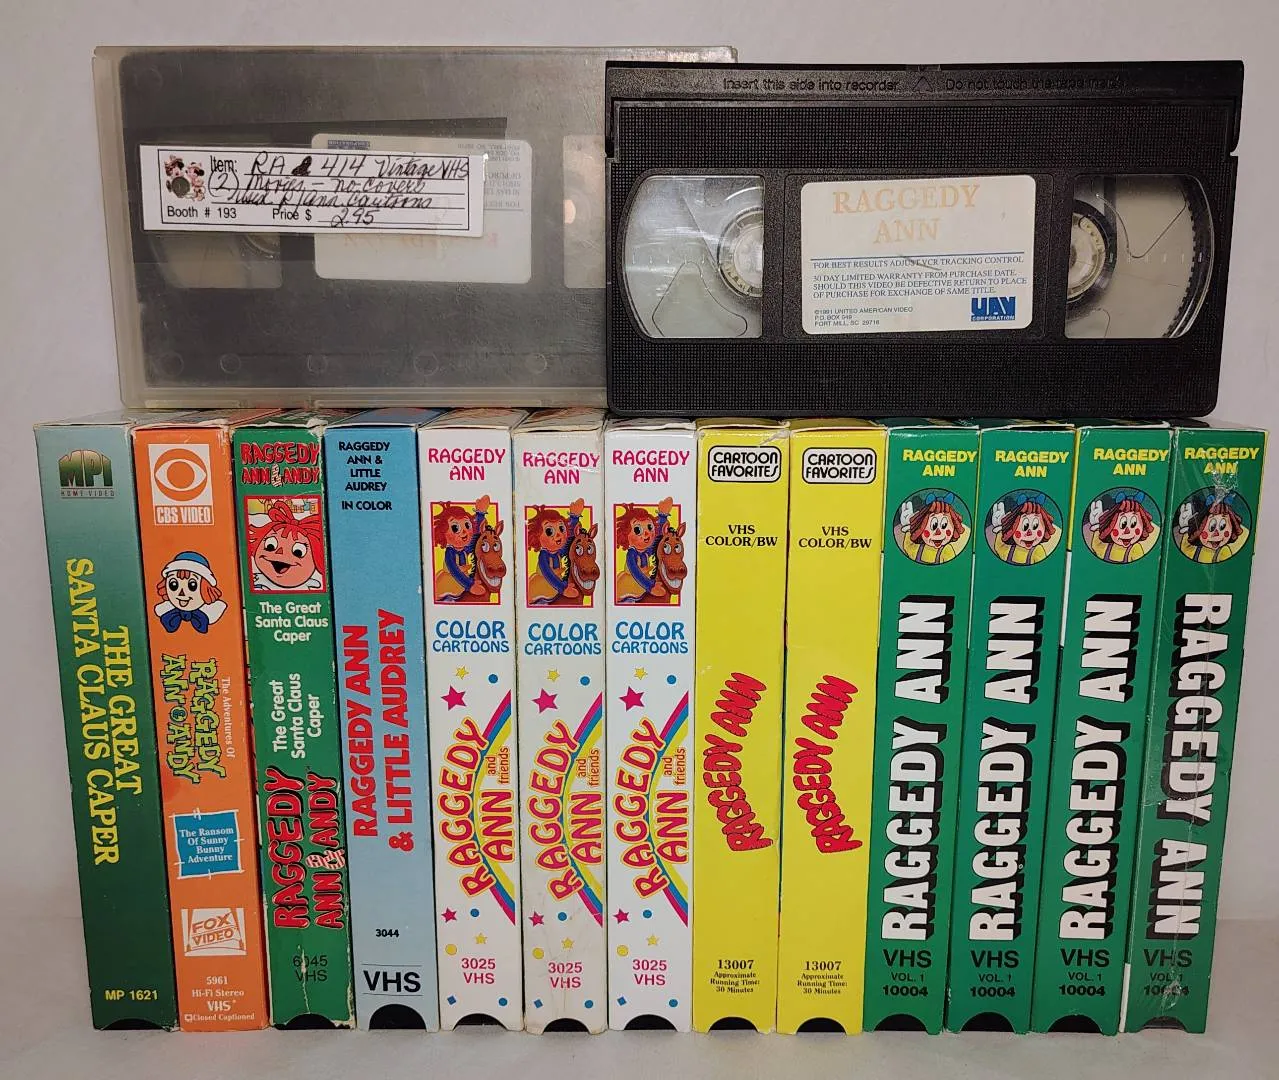 Insert this side into recorder
Do not touch the tape inside
Item: RA 414 Vintage VHS
(2) Movies - no covers
Booth # 193 Price $ 2.95
RAGGEDY
ANN
FOR BEST RESULTS ADJUST VCR TRACKING CONTROL
30 DAY LIMITED WARRANTY FROM PURCHASE DATE.
SHOULD THIS VIDEO BE DEFECTIVE RETURN TO PLACE
OF PURCHASE FOR EXCHANGE OF SAME TITLE.
©1991 UNITED AMERICAN VIDEO
P.O. BOX 549
FORT MILL, SC 29716
UAV
CORPORATION
MPI
HOME VIDEO
THE GREAT
SANTA CLAUS CAPER
MP 1621
CBS VIDEO
The Adventures Of
RAGGEDY
ANN & ANDY
The Ransom
Of Sunny
Bunny
Adventure
FOX
VIDEO
5961
Hi-Fi Stereo
VHS
Closed Captioned
RAGGEDY
ANN & ANDY
The Great
Santa Claus
Caper
The Great
Santa Claus
Caper
RAGGEDY
ANN & ANDY
6045
VHS
RAGGEDY
ANN &
LITTLE
AUDREY
IN COLOR
RAGGEDY ANN
& LITTLE AUDREY
3044
VHS
RAGGEDY
ANN
COLOR
CARTOONS
RAGGEDY
ANN
and
friends
3025
VHS
RAGGEDY
ANN
COLOR
CARTOONS
RAGGEDY
ANN
and
friends
3025
VHS
RAGGEDY
ANN
COLOR
CARTOONS
RAGGEDY
ANN
and
friends
3025
VHS
CARTOON
FAVORITES
VHS
COLOR/BW
RAGGEDY ANN
13007
Approximate
Running Time:
30 Minutes
CARTOON
FAVORITES
VHS
COLOR/BW
RAGGEDY ANN
13007
Approximate
Running Time:
30 Minutes
RAGGEDY
ANN
RAGGEDY ANN
VHS
VOL. 1
10004
RAGGEDY
ANN
RAGGEDY ANN
VHS
VOL. 1
10004
RAGGEDY
ANN
RAGGEDY ANN
VHS
VOL. 1
10004
RAGGEDY
ANN
RAGGEDY ANN
VHS
VOL. 1